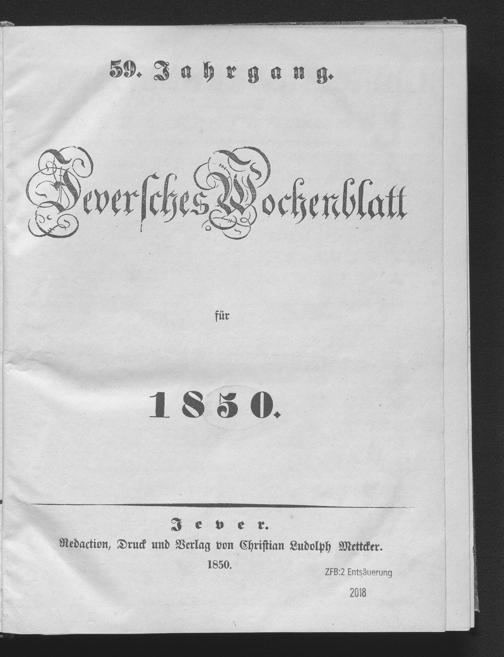 59. Jahrgang.
Jeversches Wochenblatt
für
1850.
Jever.
Redaction, Druck und Verlag von Christian Ludolph Mettcker.
1850.
ZFB:2 Entsäuerung
2018